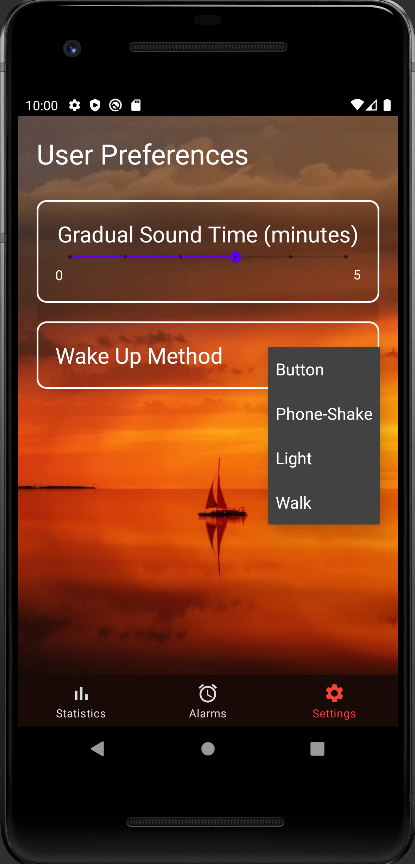 10:00
User Preferences
Gradual Sound Time (minutes)
0 5
Wake Up Method
Button
Phone-Shake
Light
Walk
Statistics Alarms Settings